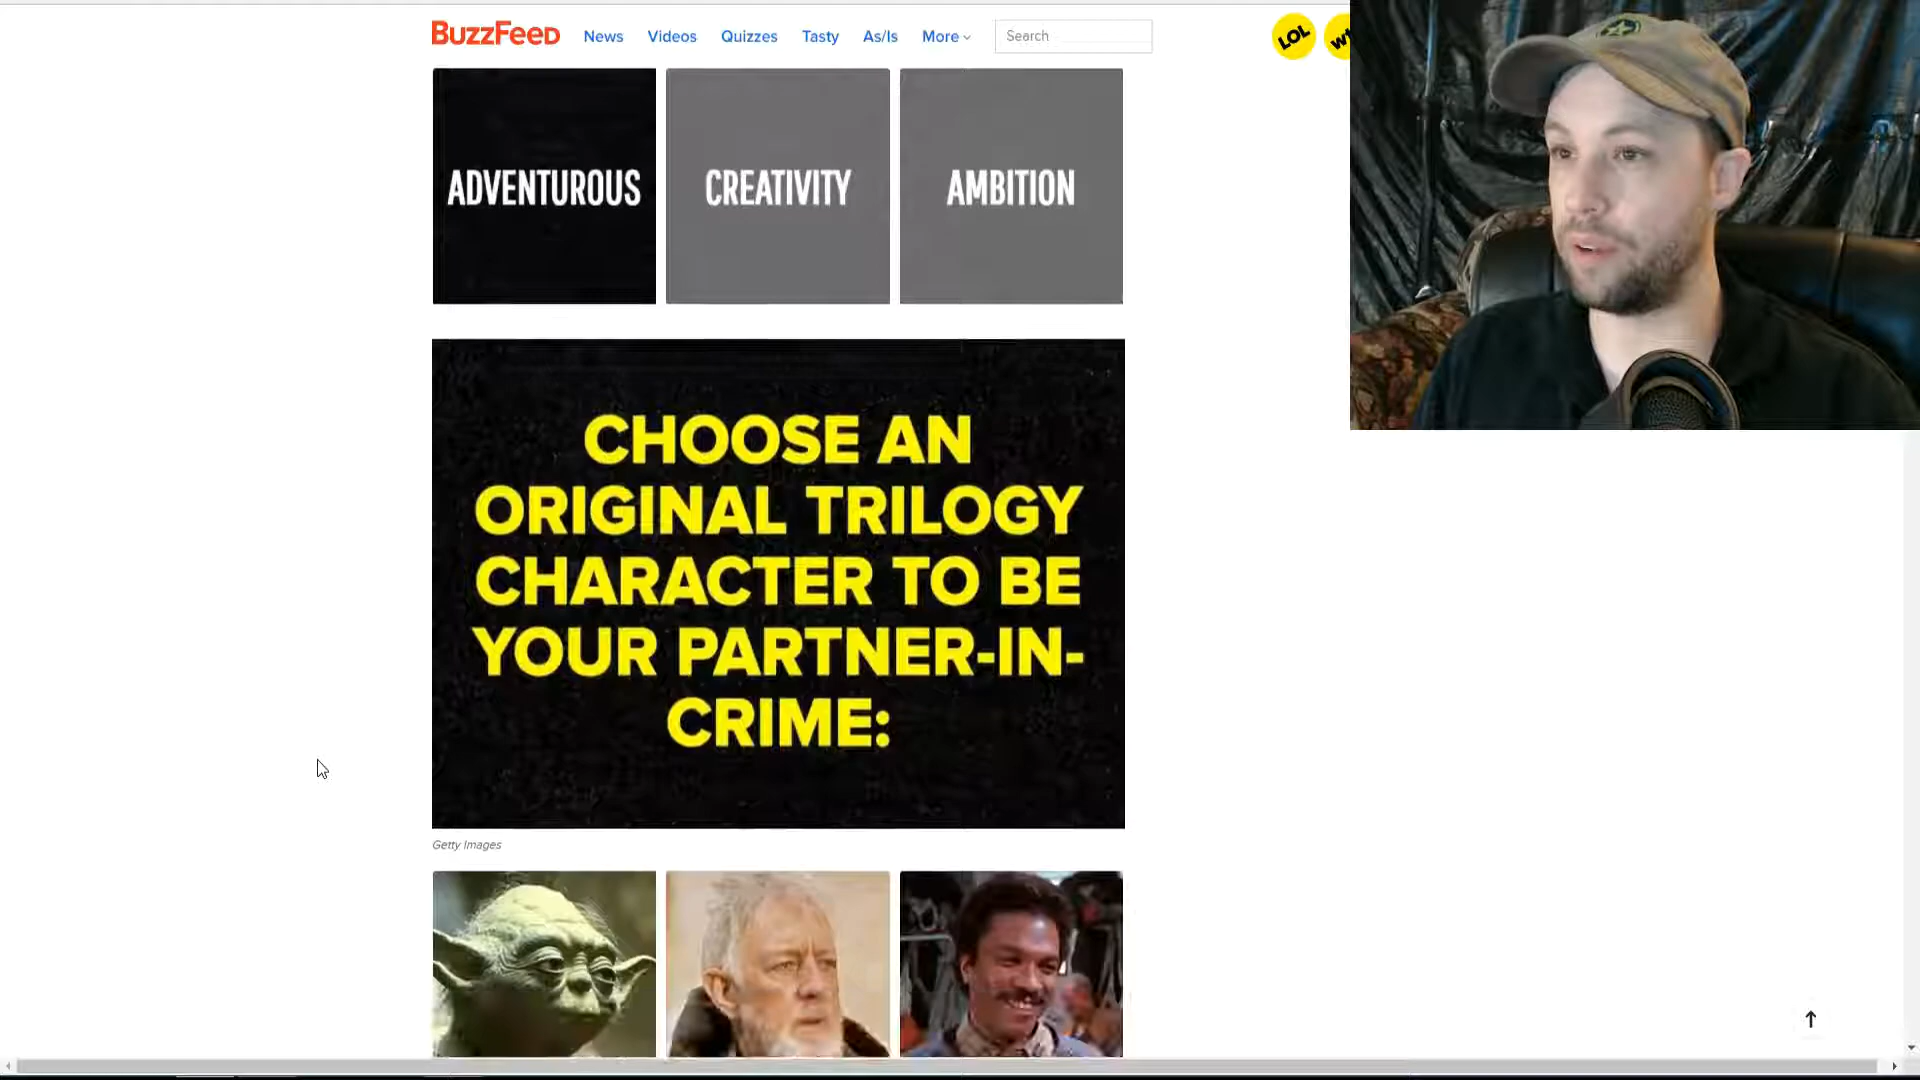 BuzzFeed News Videos Quizzes Tasty As/Is More Search LOL
ADVENTUROUS CREATIVITY AMBITION
CHOOSE AN
ORIGINAL TRILOGY
CHARACTER TO BE
YOUR PARTNER-IN-
CRIME:
Getty Images